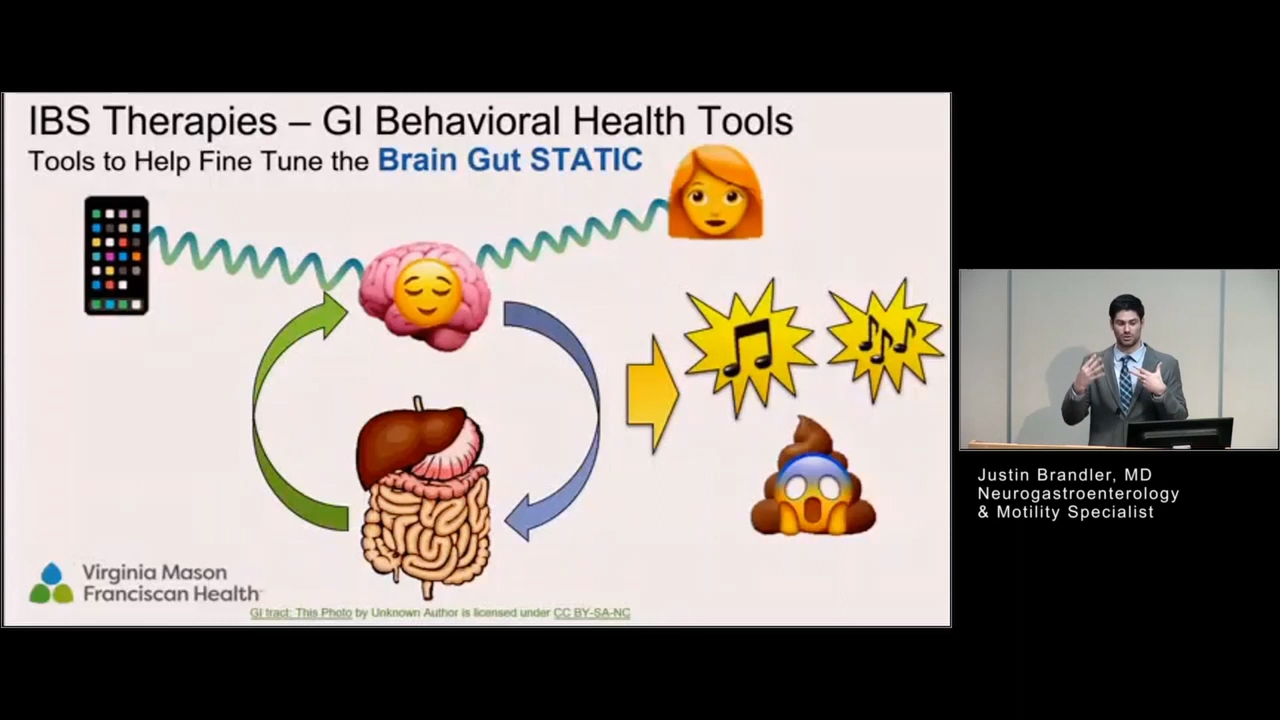 IBS Therapies – GI Behavioral Health Tools
Tools to Help Fine Tune the Brain Gut STATIC
Virginia Mason
Franciscan Health
GI tract: This Photo by Unknown Author is licensed under CC BY-SA-NC
Justin Brandler, MD
Neurogastroenterology
& Motility Specialist